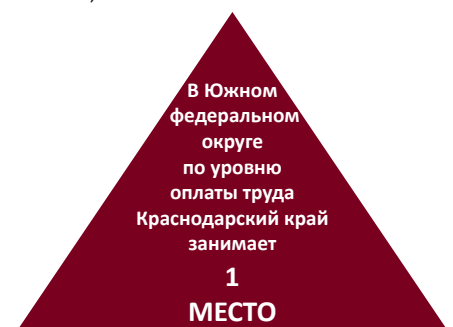 В Южном
федеральном
округе
по уровню
оплаты труда
Краснодарский край
занимает
1
МЕСТО